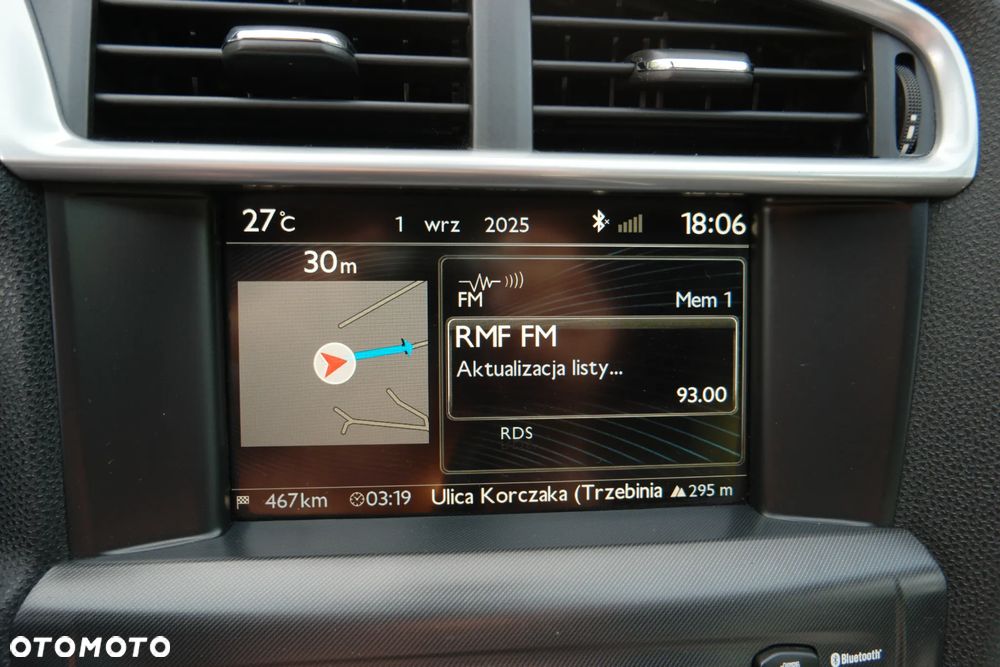 27°C 1 wrz 2025 18:06
30m
FM Mem 1
RMF FM
Aktualizacja listy...
93.00
RDS
467km 03:19 Ulica Korczaka (Trzebinia 295 m
OTOMOTO
Bluetooth